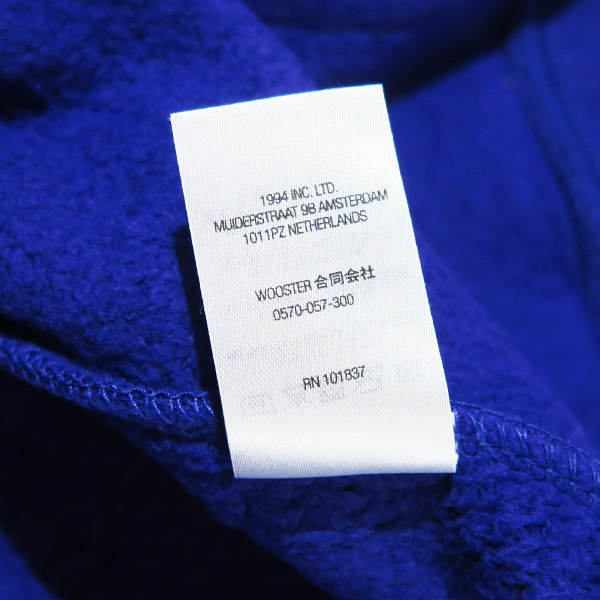 1994 INC. LTD.
MUIDERSTRAAT 9B AMSTERDAM
1011PZ NETHERLANDS
WOOSTER 合同会社
0570-057-300
RN 101837